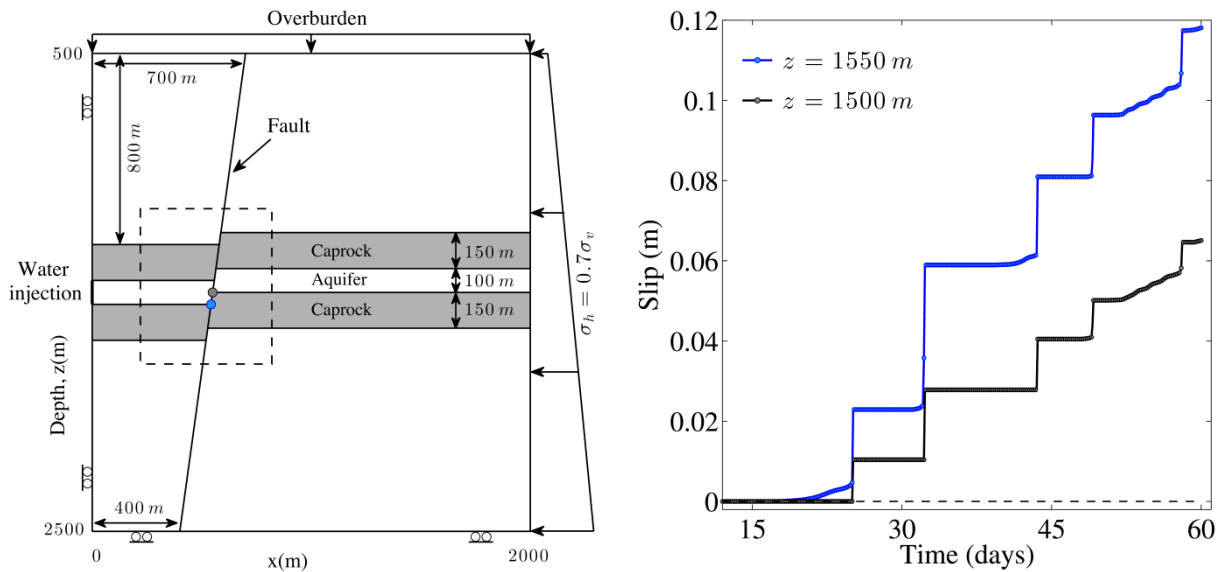 Overburden
500
700 m
800 m
Fault
Caprock
150 m
Water
injection
Aquifer
100 m
Caprock
150 m
σ_h = 0.7σ_v
Depth, z(m)
400 m
2500
0
x(m)
2000
0.12
0.1
0.08
0.06
0.04
0.02
0
Slip (m)
z = 1550 m
z = 1500 m
15
30
45
60
Time (days)